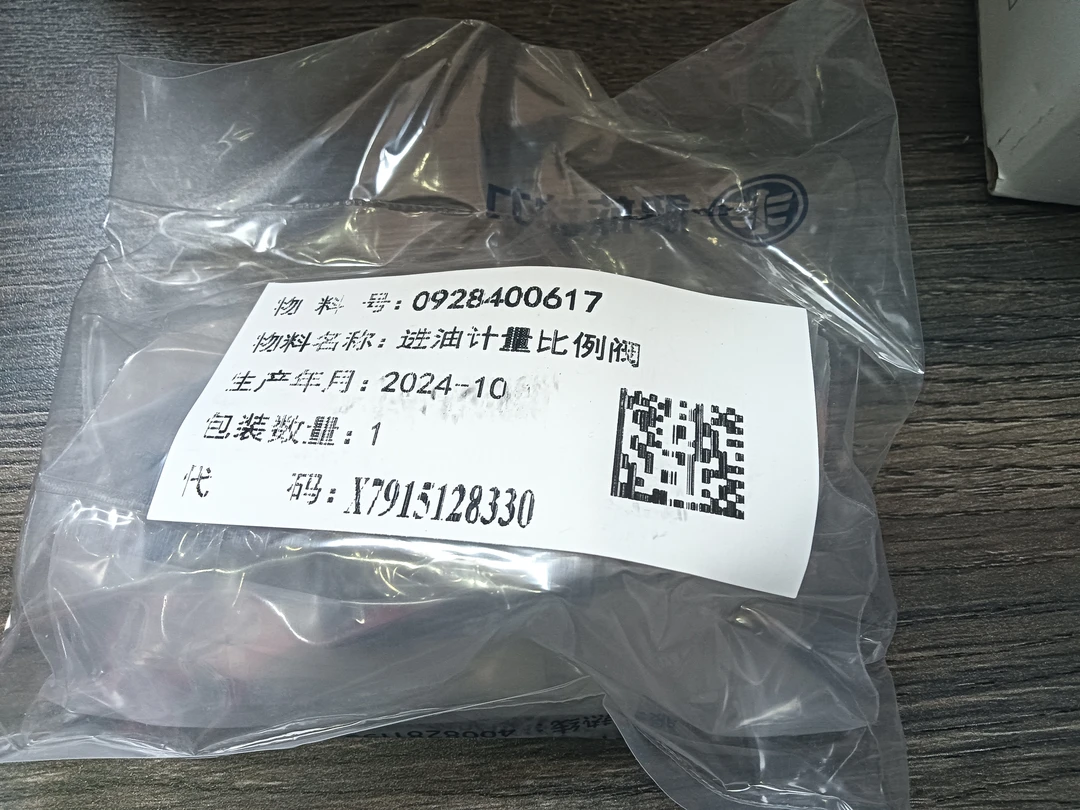 物 料 号: 0928400617
物料名称: 进油计量比例阀
生产年月: 2024-10
包装数量: 1
代 码: X7915128330